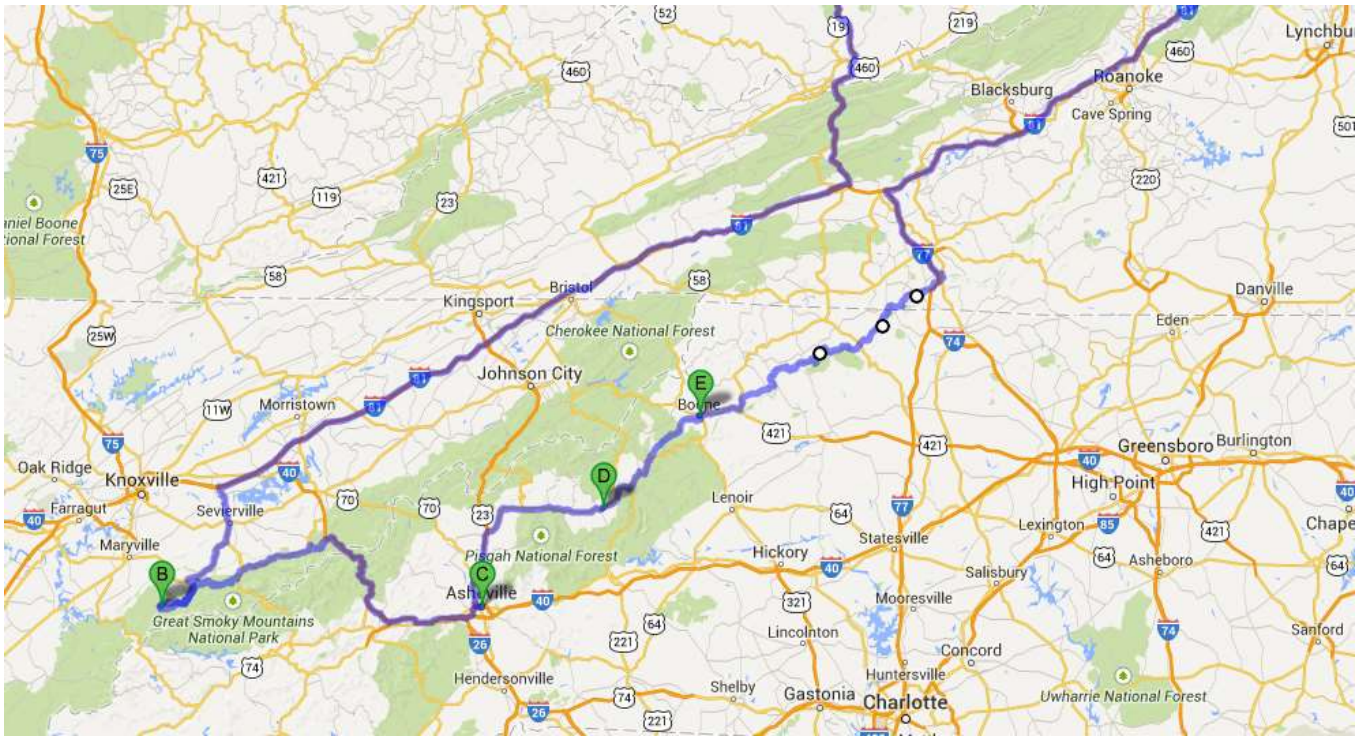 52
19
219
81
Lynchbur
460
460
460
Blacksburg
Roanoke
Cave Spring
81
501
75
25E
421
119
23
220
aniel Boone
ational Forest
81
77
58
58
Bristol
Kingsport
Danville
Eden
25W
Cherokee National Forest
74
81
Johnson City
E
11W
Morristown
81
Boone
421
75
421
Greensboro
Burlington
Oak Ridge
40
40
Knoxville
D
High Point
40
Farragut
70
70
23
Lenoir
64
77
Lexington
85
421
Chape
40
Sevierville
Maryville
Pisgah National Forest
Hickory
Statesville
64
Asheboro
64
B
C
40
Salisbury
Asheville
40
321
Mooresville
Great Smoky Mountains
National Park
221
64
Lincolnton
74
Sanford
26
74
Concord
Huntersville
Hendersonville
74
Shelby
Gastonia
Charlotte
Uwharrie National Forest
26
221